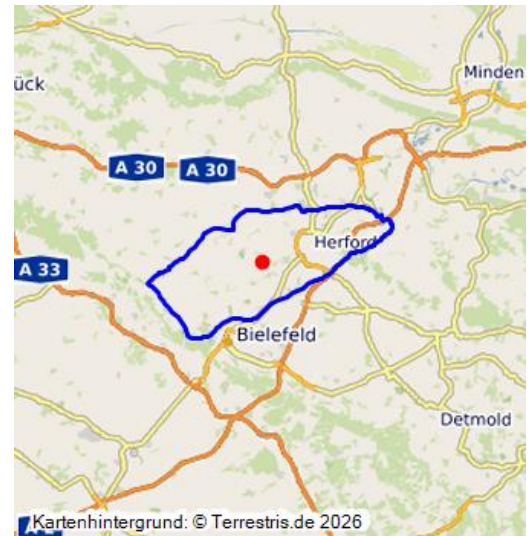 ück
Minden
A 30
A 30
Herford
A 33
Bielefeld
Detmold
Kartenhintergrund: © Terrestris.de 2026